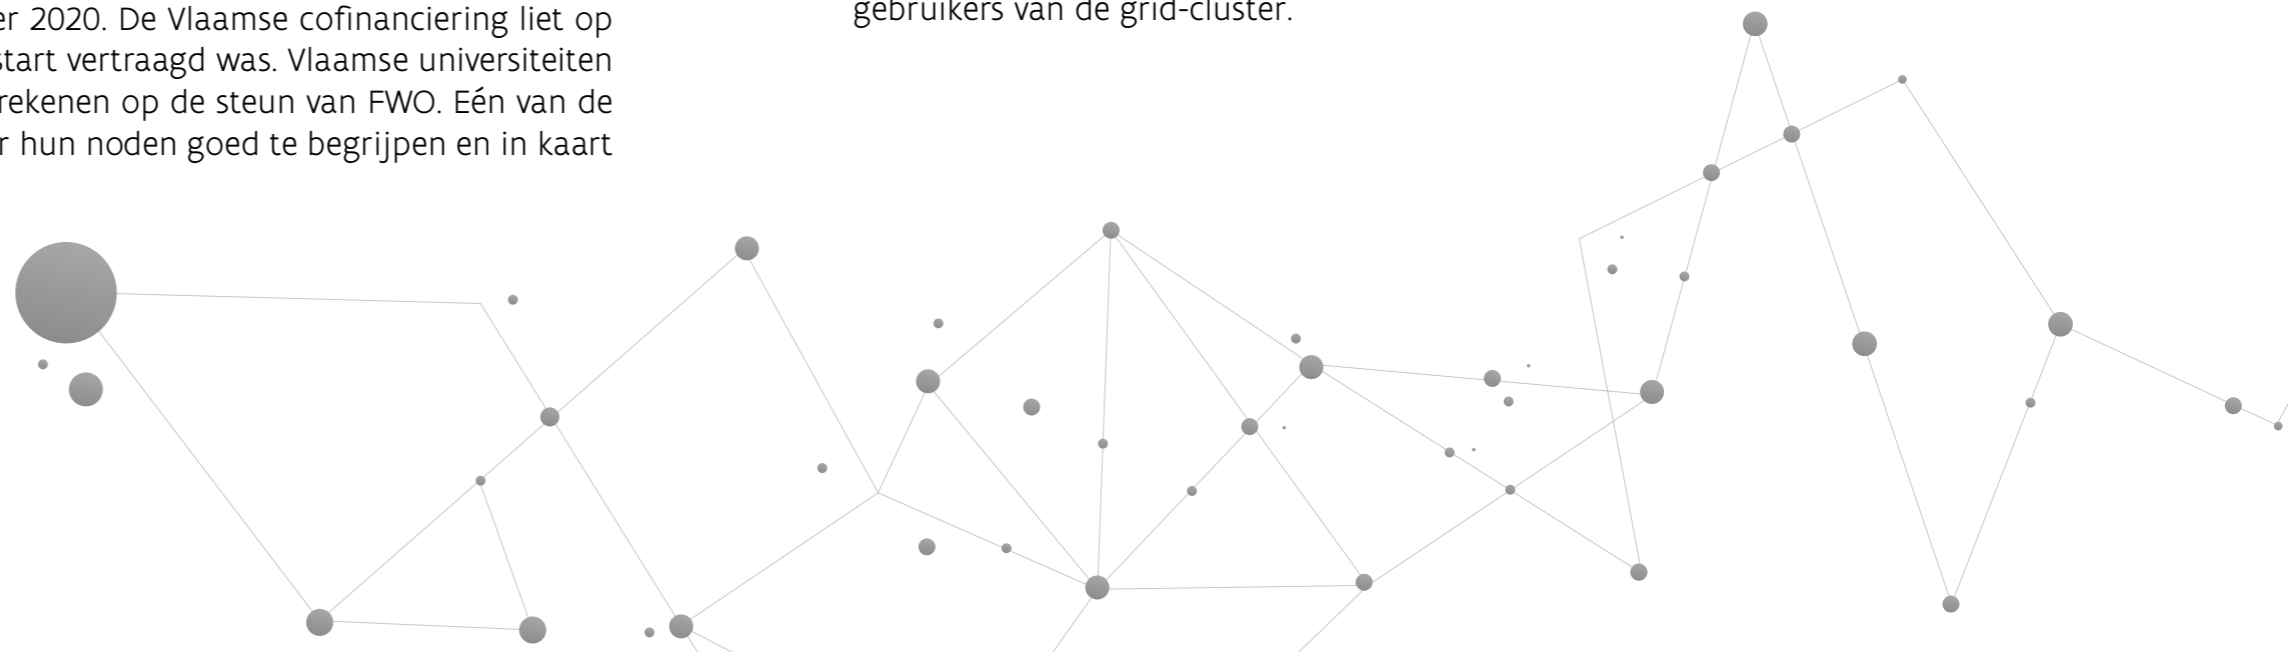 er 2020. De Vlaamse cofinanciering liet op
start vertraagd was. Vlaamse universiteiten
rekenen op de steun van FWO. Eén van de
r hun noden goed te begrijpen en in kaart
gebruikers van de grid-cluster.